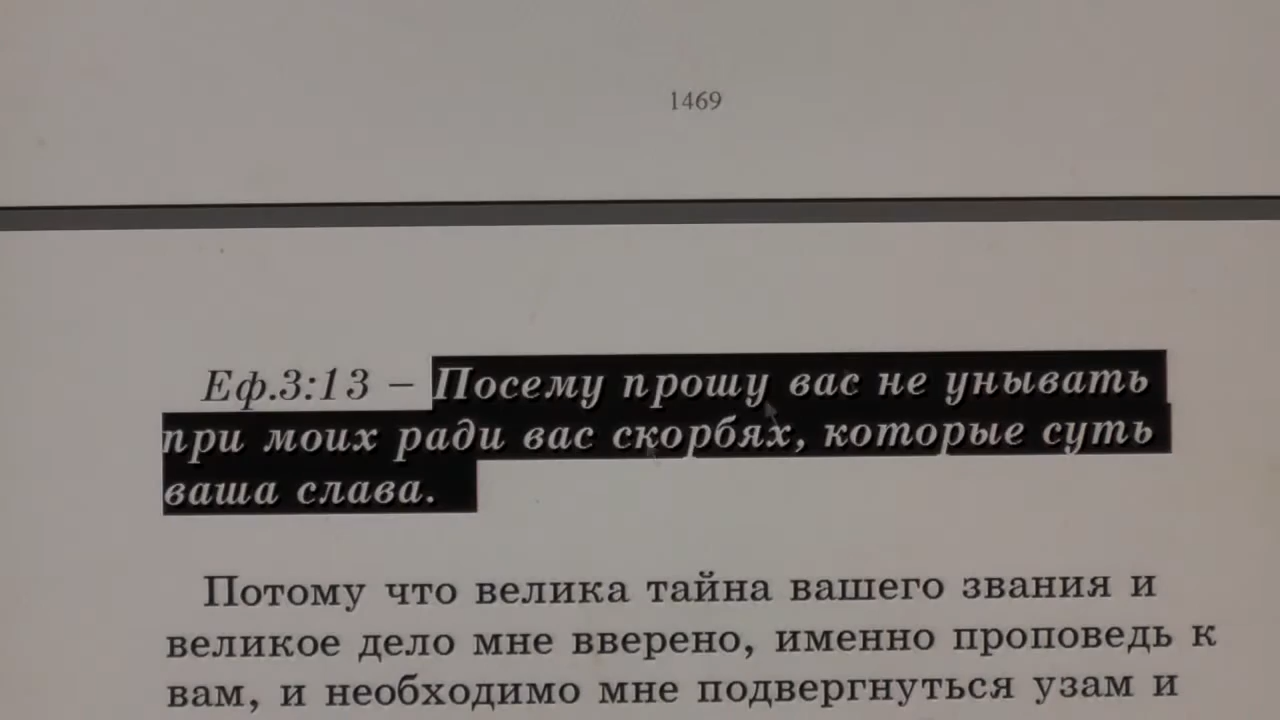 1469
Еф.3:13 – Посему прошу вас не унывать
при моих ради вас скорбях, которые суть
ваша слава.
Потому что велика тайна вашего звания и
великое дело мне вверено, именно проповедь к
вам, и необходимо мне подвергнуться узам и